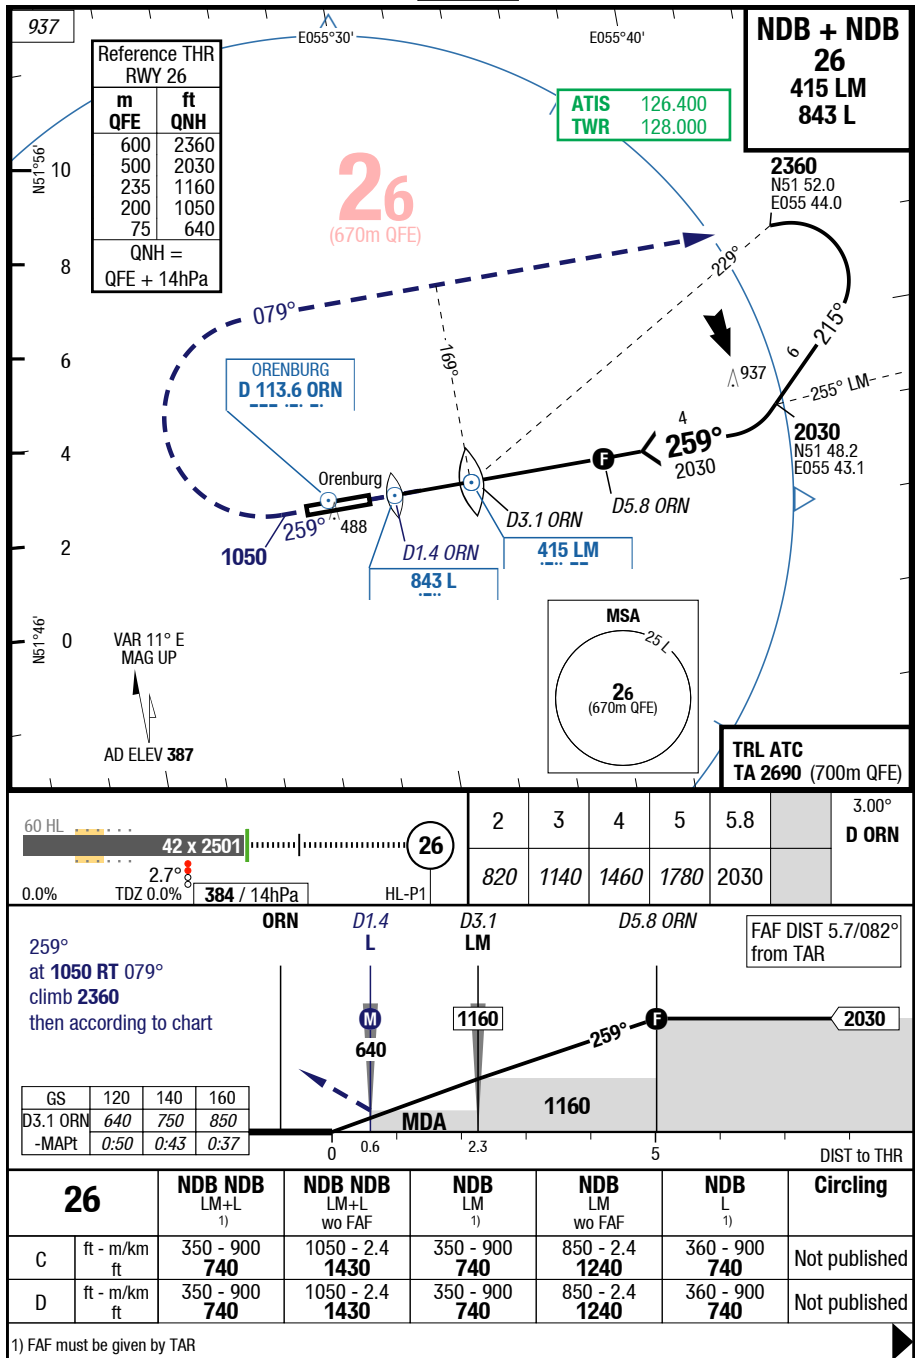 937
E055°30'
E055°40'
NDB + NDB
26
415 LM
843 L
Reference THR
RWY 26
m ft
QFE QNH
600 2360
500 2030
235 1160
200 1050
75 640
QNH =
QFE + 14hPa
ATIS 126.400
TWR 128.000
N51°56'
10
8
6
4
2
0
N51°46'
26
(670m QFE)
2360
N51 52.0
E055 44.0
079°
229°
215°
6
169°
937
255° LM
ORENBURG
D 113.6 ORN
4
259°
2030
2030
N51 48.2
E055 43.1
F
Orenburg
D5.8 ORN
D3.1 ORN
488
259°
1050
D1.4 ORN
415 LM
843 L
MSA
25 L
26
(670m QFE)
VAR 11° E
MAG UP
AD ELEV 387
TRL ATC
TA 2690 (700m QFE)
60 HL
42 x 2501
26
2.7°
0.0%
TDZ 0.0%
384 / 14hPa
HL-P1
2 3 4 5 5.8
820 1140 1460 1780 2030
3.00°
D ORN
ORN
D1.4
L
D3.1
LM
D5.8 ORN
FAF DIST 5.7/082°
from TAR
259°
at 1050 RT 079°
climb 2360
then according to chart
M
640
1160
259°
F
2030
1160
MDA
GS 120 140 160
D3.1 ORN 640 750 850
-MAPt 0:50 0:43 0:37
0 0.6 2.3 5 DIST to THR
26
NDB NDB
LM+L
1)
NDB NDB
LM+L
wo FAF
NDB
LM
1)
NDB
LM
wo FAF
NDB
L
1)
Circling
C
ft - m/km
ft
350 - 900
740
1050 - 2.4
1430
350 - 900
740
850 - 2.4
1240
360 - 900
740
Not published
D
ft - m/km
ft
350 - 900
740
1050 - 2.4
1430
350 - 900
740
850 - 2.4
1240
360 - 900
740
Not published
1) FAF must be given by TAR